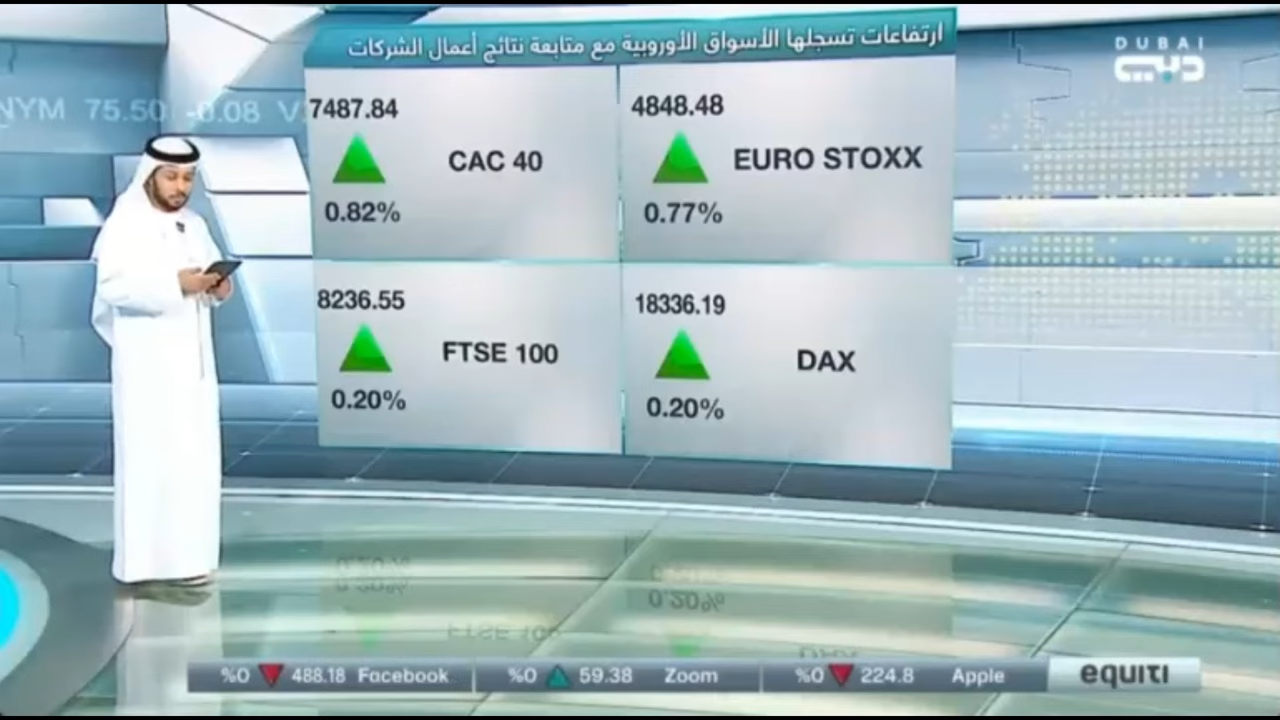 ارتفاعات تسجلها الأسواق الأوروبية مع متابعة نتائج أعمال الشركات
DUBAI
دبي
NYM 75.50 -0.08 V
4848.48
EURO STOXX
0.77%
7487.84
CAC 40
0.82%
18336.19
DAX
0.20%
8236.55
FTSE 100
0.20%
equiti
Apple 224.8 %0
Zoom 59.38 %0
Facebook 488.18 %0